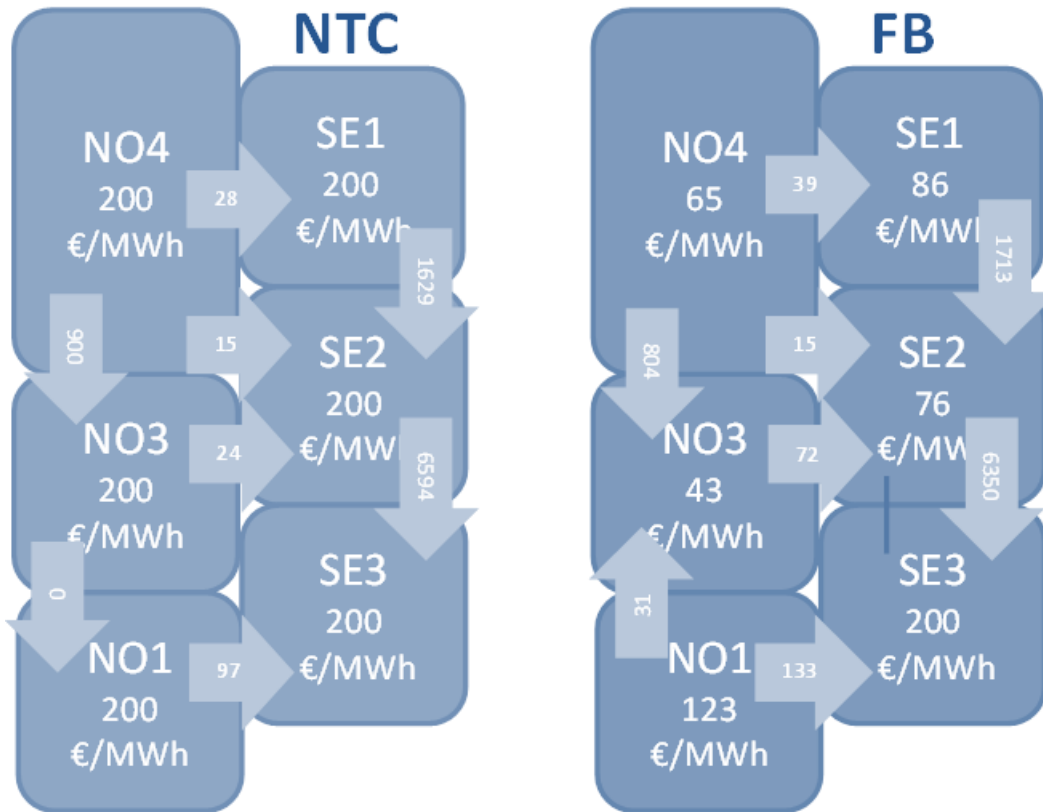 NTC
NO4
200
€/MWh
28
SE1
200
€/MWh
1629
900
15
SE2
200
€/MWh
NO3
200
€/MWh
24
6594
0
NO1
200
€/MWh
97
SE3
200
€/MWh
FB
NO4
65
€/MWh
39
SE1
86
€/MWh
1713
804
15
SE2
76
€/MWh
NO3
43
€/MWh
72
6350
31
NO1
123
€/MWh
133
SE3
200
€/MWh